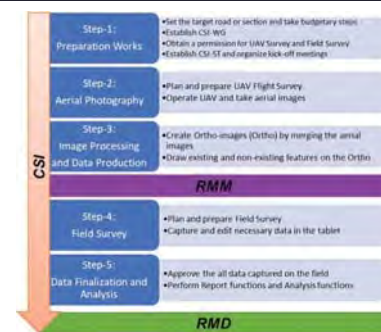 CSI
Step-1:
Preparation Works
•Set the target road or section and take budgetary steps
•Establish CSI-WG
•Obtain a permission for UAV Survey and Field Survey
•Establish CSI-ST and organize kick-off meetings
Step-2:
Aerial Photography
•Plan and prepare UAV Flight Survey
•Operate UAV and take aerial images
Step-3:
Image Processing
and Data Production
•Create Ortho-images (Ortho) by merging the aerial
images
•Draw existing and non-existing features on the Ortho
RMM
Step-4:
Field Survey
•Plan and prepare Field Survey
•Capture and edit necessary data in the tablet
Step-5:
Data Finalization and
Analysis
•Approve the all data captured on the field
•Perform Report functions and Analysis functions
RMD